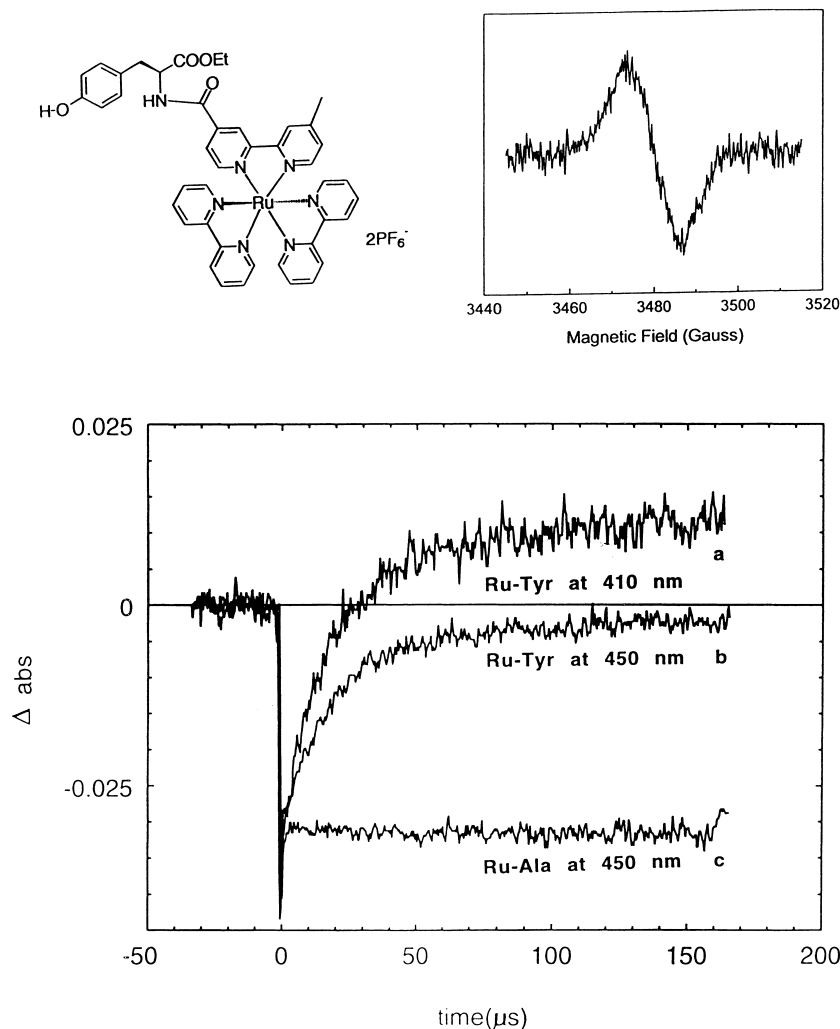 COOEt
O
H-O
HN
N N
N Ru N
N N
2PF6-
3440 3460 3480 3500 3520
Magnetic Field (Gauss)
0.025
0
-0.025
Δ abs
a
Ru-Tyr at 410 nm
Ru-Tyr at 450 nm b
Ru-Ala at 450 nm c
-50 0 50 100 150 200
time(μs)